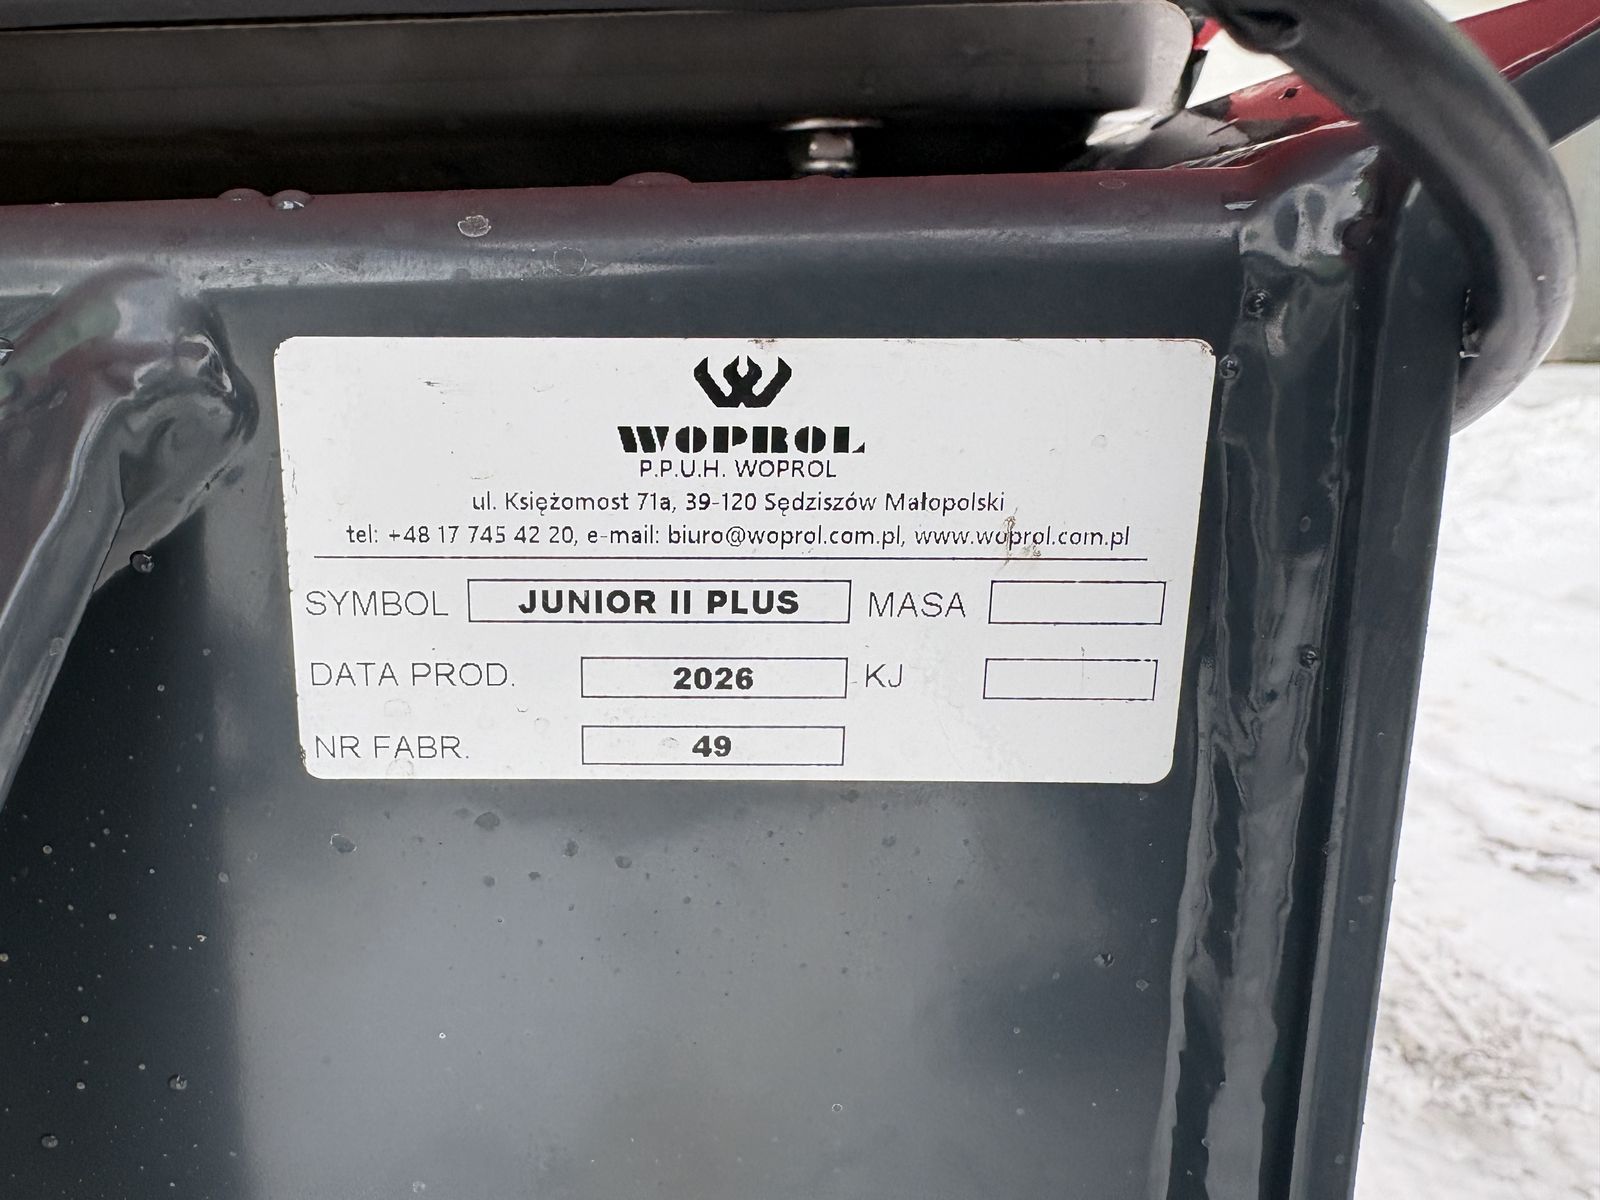 WOPROL
P.P.U.H. WOPROL
ul. Księżomost 71a, 39-120 Sędziszów Małopolski
tel: +48 17 745 42 20, e-mail: biuro@woprol.com.pl, www.woprol.com.pl
SYMBOL JUNIOR II PLUS MASA
DATA PROD. 2026 KJ
NR FABR. 49